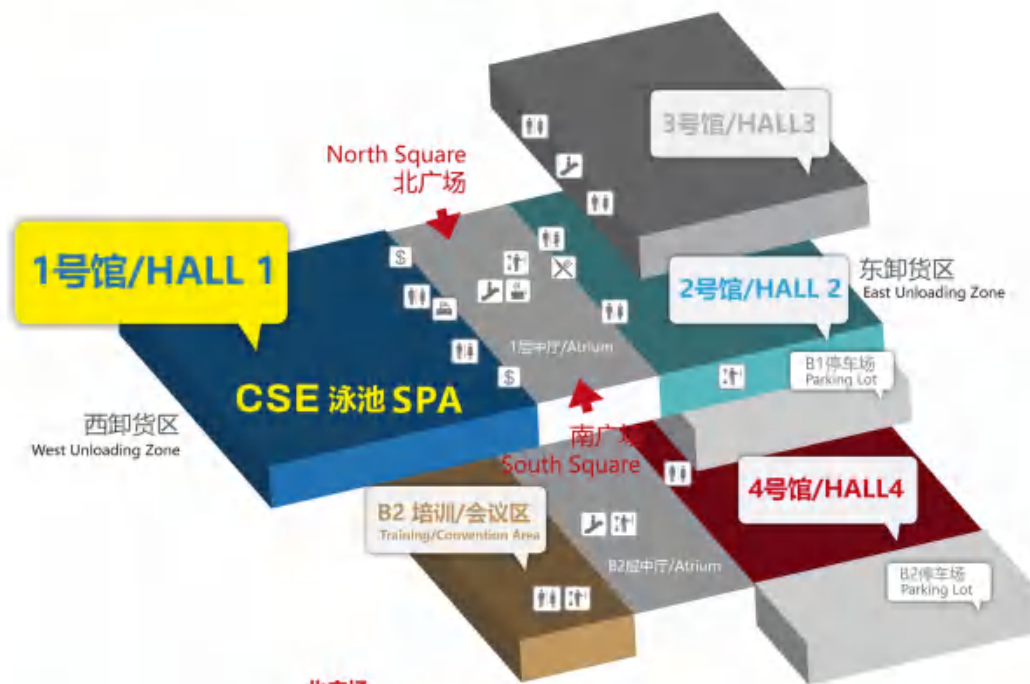 3号馆/HALL3
North Square
北广场
1号馆/HALL 1
2号馆/HALL 2
东卸货区
East Unloading Zone
1层中厅/Atrium
B1停车场
Parking Lot
CSE 泳池 SPA
西卸货区
West Unloading Zone
南广场
South Square
4号馆/HALL4
B2 培训/会议区
Training/Convention Area
B2层中厅/Atrium
B2停车场
Parking Lot
$
$